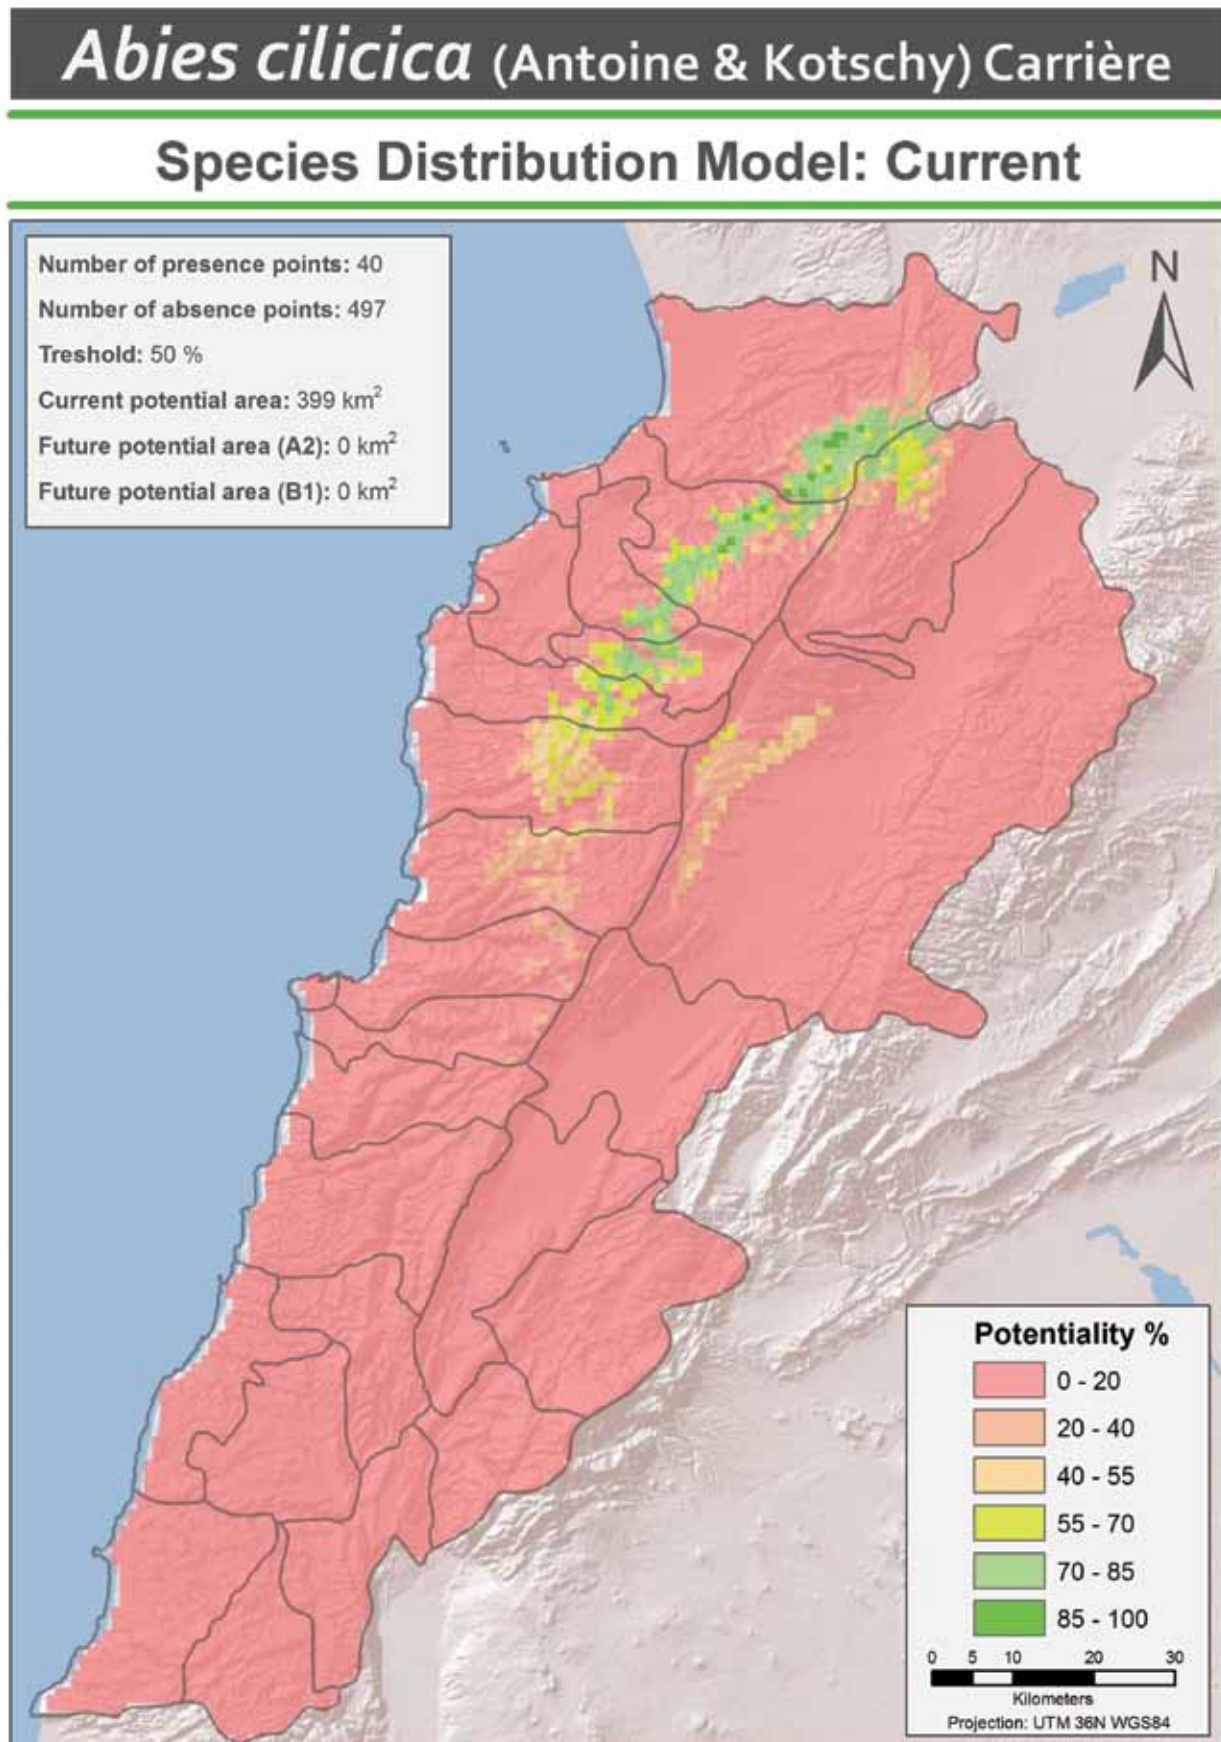 Abies cilicica (Antoine & Kotschy) Carrière
Species Distribution Model: Current
Number of presence points: 40
Number of absence points: 497
Treshold: 50 %
Current potential area: 399 km²
Future potential area (A2): 0 km²
Future potential area (B1): 0 km²
N
Potentiality %
0 - 20
20 - 40
40 - 55
55 - 70
70 - 85
85 - 100
0 5 10 20 30
Kilometers
Projection: UTM 36N WGS84